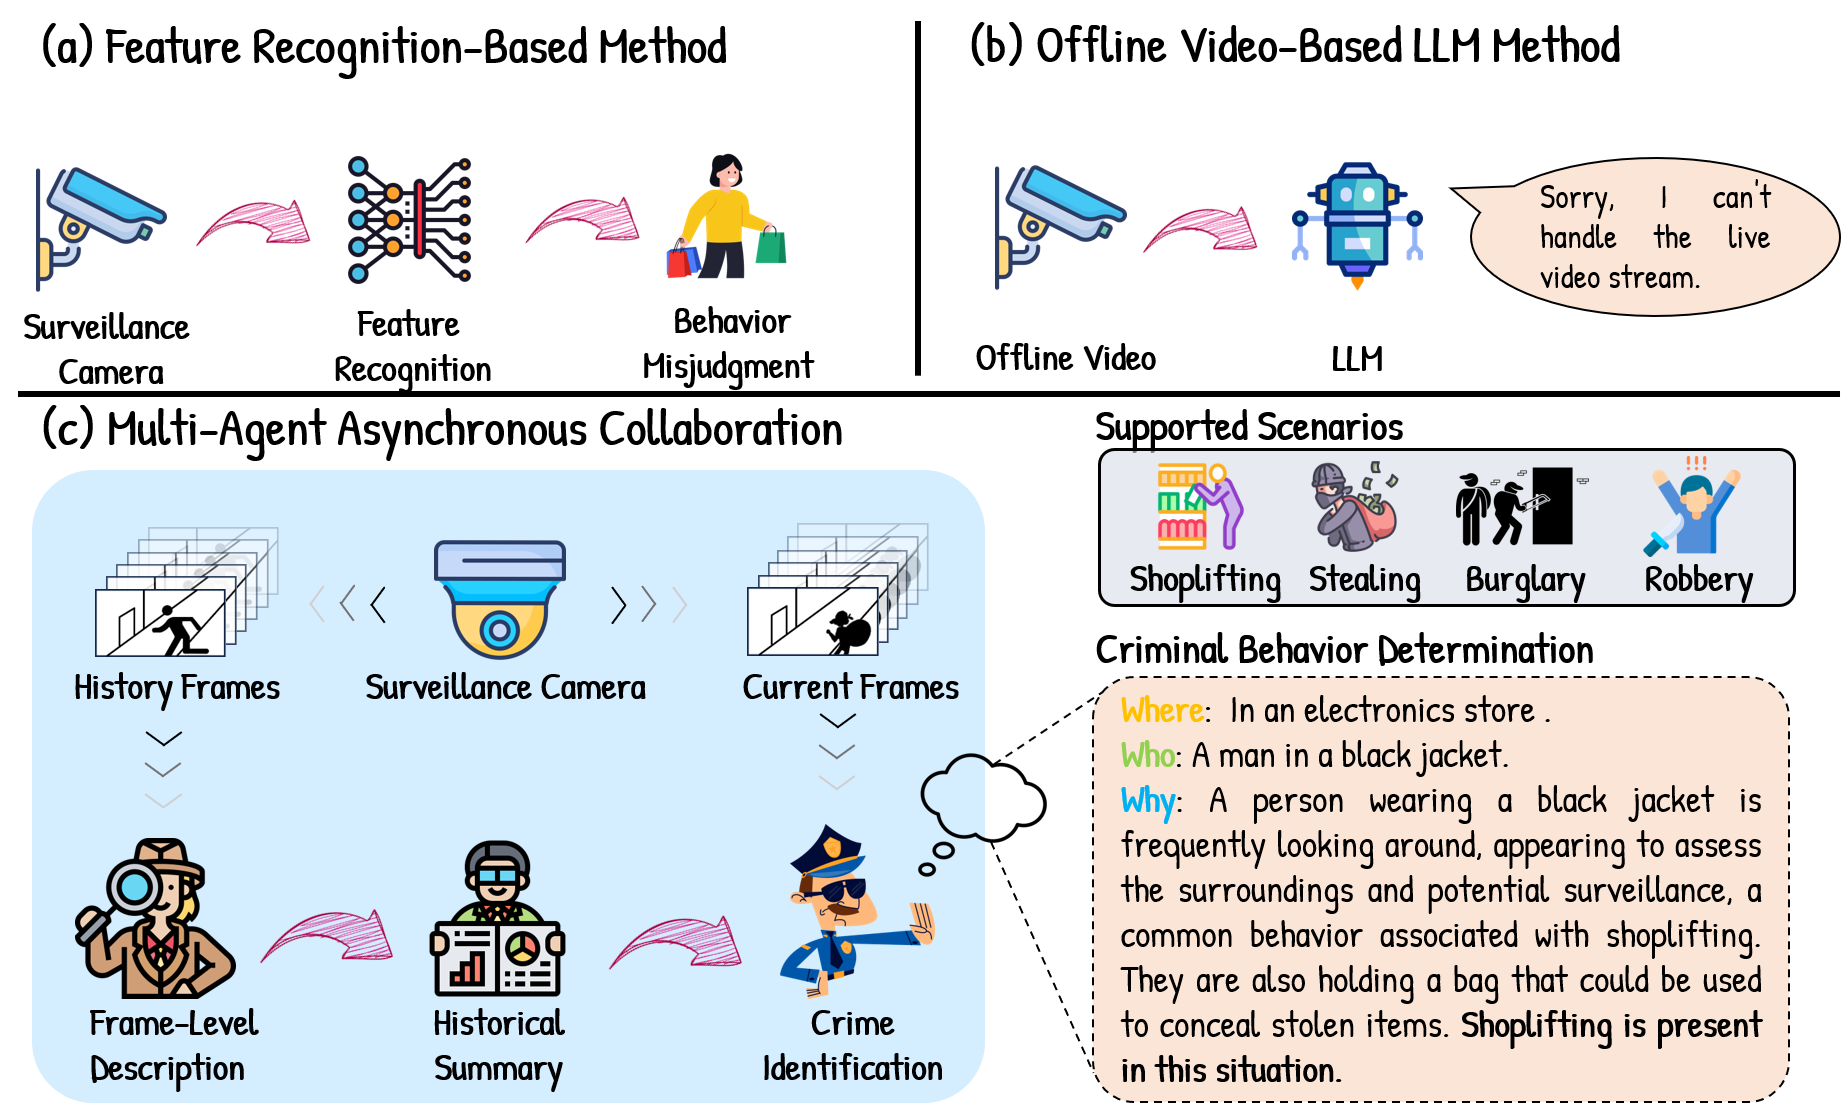 (a) Feature Recognition-Based Method
Surveillance
Camera
Feature
Recognition
Behavior
Misjudgment
(b) Offline Video-Based LLM Method
Sorry, I can't
handle the live
video stream.
Offline Video
LLM
(c) Multi-Agent Asynchronous Collaboration
History Frames
Surveillance Camera
Current Frames
Frame-Level
Description
Historical
Summary
Crime
Identification
Supported Scenarios
Shoplifting
Stealing
Burglary
Robbery
Criminal Behavior Determination
Where: In an electronics store .
Who: A man in a black jacket.
Why: A person wearing a black jacket is
frequently looking around, appearing to assess
the surroundings and potential surveillance, a
common behavior associated with shoplifting.
They are also holding a bag that could be used
to conceal stolen items. Shoplifting is present
in this situation.